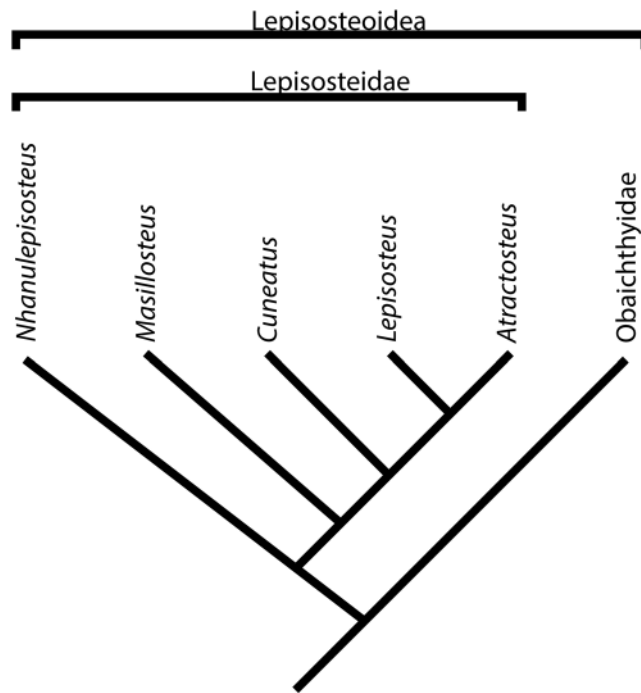 Lepisosteoidea
Lepisosteidae
Nhanulepisosteus
Masillosteus
Cuneatus
Lepisosteus
Atractosteus
Obaichthyidae